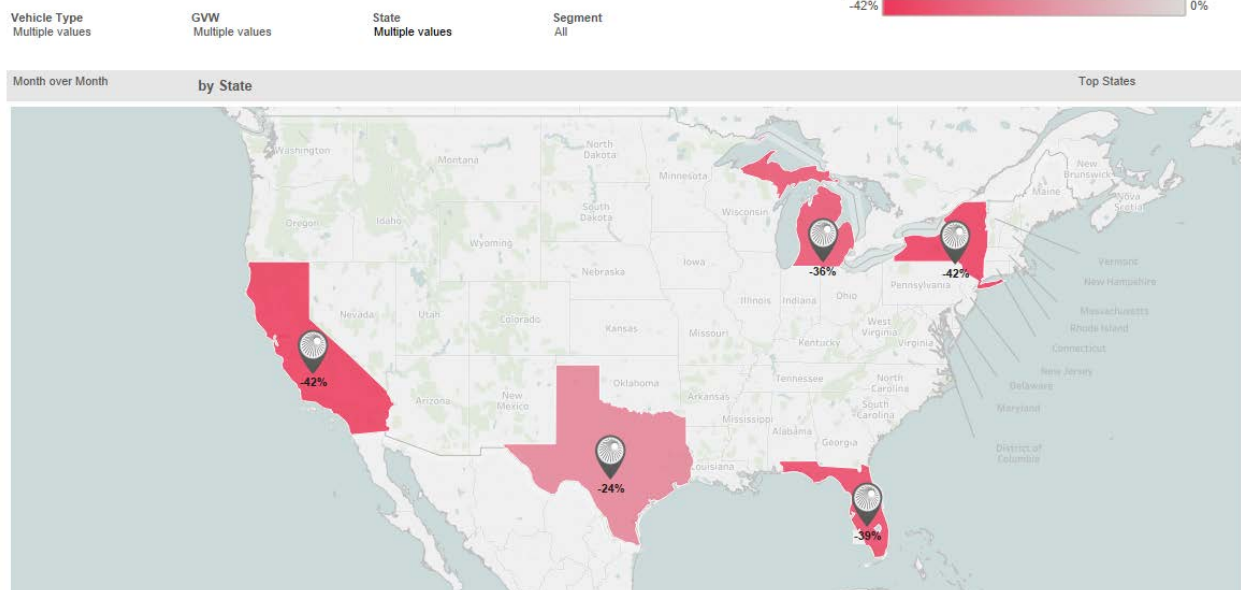 Vehicle Type
Multiple values
GVW
Multiple values
State
Multiple values
Segment
All
-42%
0%
Month over Month
by State
Top States
Washington
Montana
North
Dakota
Minnesota
Oregon
Idaho
South
Dakota
Wisconsin
Wyoming
Iowa
Nebraska
Nevada
Utah
Colorado
Kansas
Missouri
Illinois
Indiana
Ohio
Pennsylvania
West
Virginia
Virginia
Kentucky
Tennessee
North
Carolina
South
Carolina
Arizona
New
Mexico
Oklahoma
Arkansas
Mississippi
Alabama
Georgia
Louisiana
Maine
New
Brunswick
Nova
Scotia
Vermont
New Hampshire
Massachusetts
Rhode Island
Connecticut
New Jersey
Delaware
Maryland
District of
Columbia
-36%
-42%
-42%
-24%
-39%